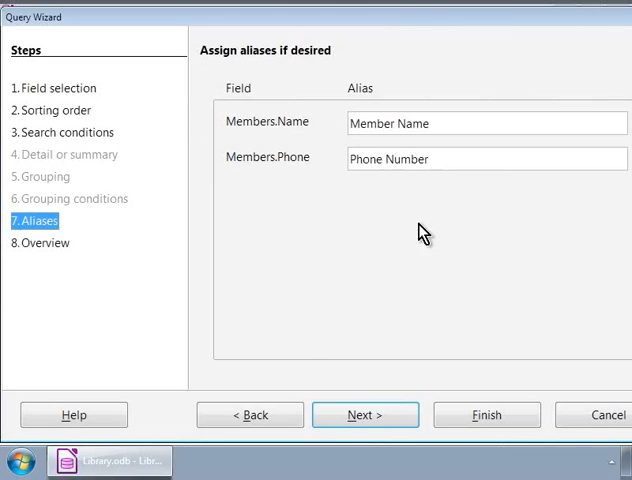 Query Wizard
Steps
1. Field selection
2. Sorting order
3. Search conditions
4. Detail or summary
5. Grouping
6. Grouping conditions
7. Aliases
8. Overview
Assign aliases if desired
Field Alias
Members.Name Member Name
Members.Phone Phone Number
Help < Back Next > Finish Cancel
Library.odb - Libr...